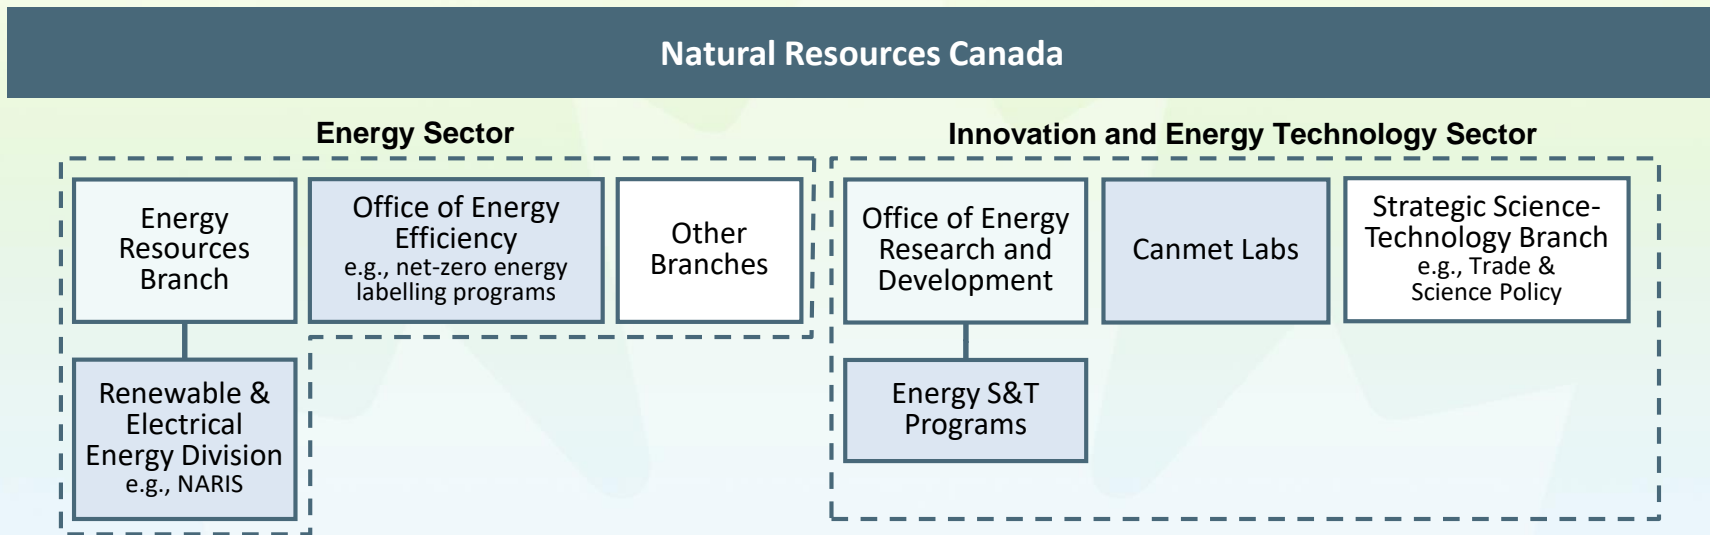 Natural Resources Canada
Energy Sector
Energy
Resources
Branch
Office of Energy
Efficiency
e.g., net-zero energy
labelling programs
Other
Branches
Renewable &
Electrical
Energy Division
e.g., NARIS
Innovation and Energy Technology Sector
Office of Energy
Research and
Development
Canmet Labs
Strategic Science-
Technology Branch
e.g., Trade &
Science Policy
Energy S&T
Programs